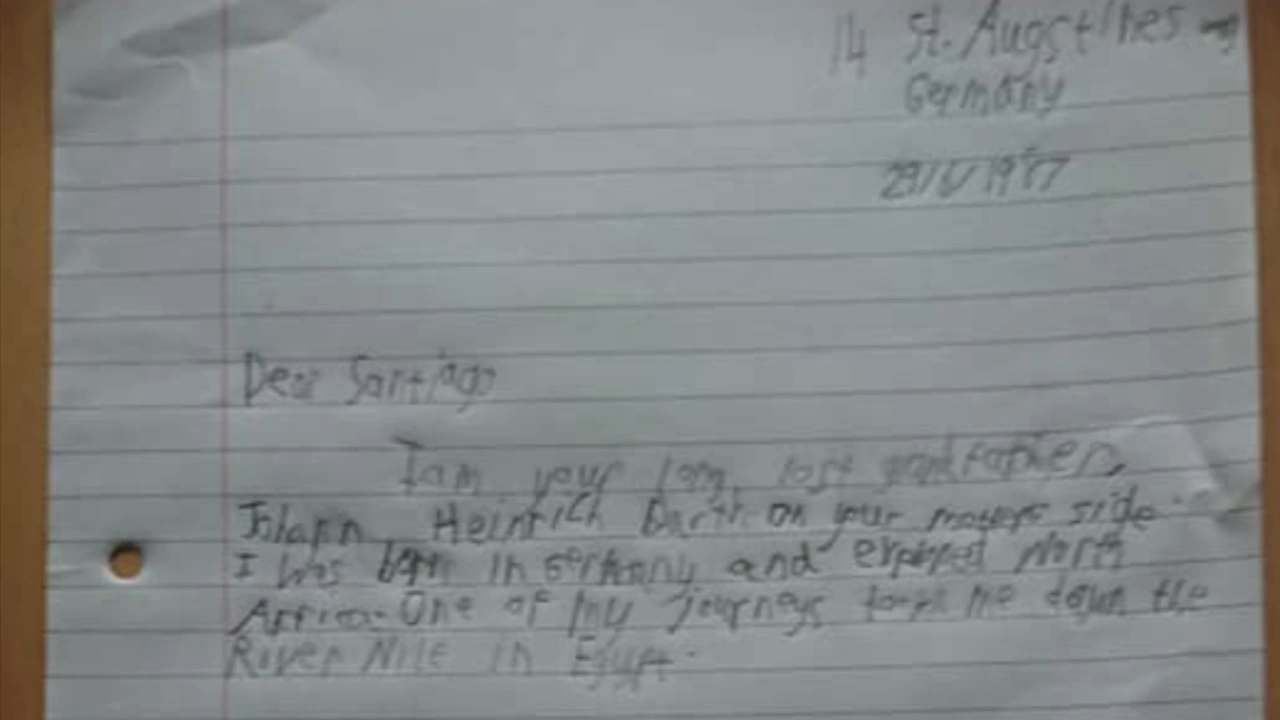 14 St. Augstines
Germany
29/6/1977
Dear Santiago
I am your long lost grandfather,
Johann Heinrich Barth on your mothers side.
I was born in Germany and explored North
Africa. One of my journeys took me down the
River Nile in Egypt.